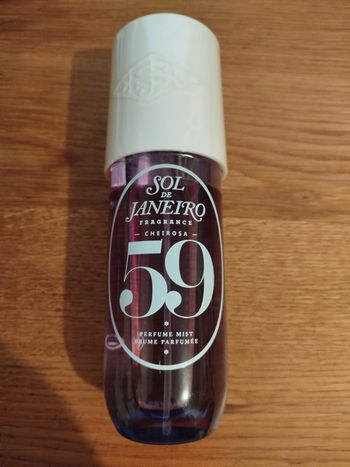 SOL
DE
JANEIRO
FRAGRANCE
– CHEIROSA –
59
PERFUME MIST
BRUME PARFUMÉE